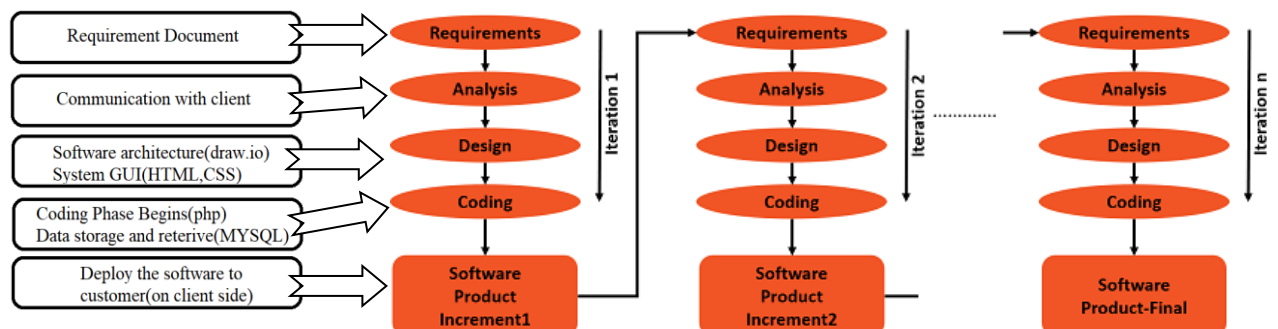 Requirement Document
Communication with client
Software architecture(draw.io)
System GUI(HTML,CSS)
Coding Phase Begins(php)
Data storage and reterive(MYSQL)
Deploy the software to
customer(on client side)
Requirements
Analysis
Design
Coding
Software
Product
Increment1
Iteration 1
Requirements
Analysis
Design
Coding
Software
Product
Increment2
Iteration 2
Requirements
Analysis
Design
Coding
Software
Product-Final
Iteration n